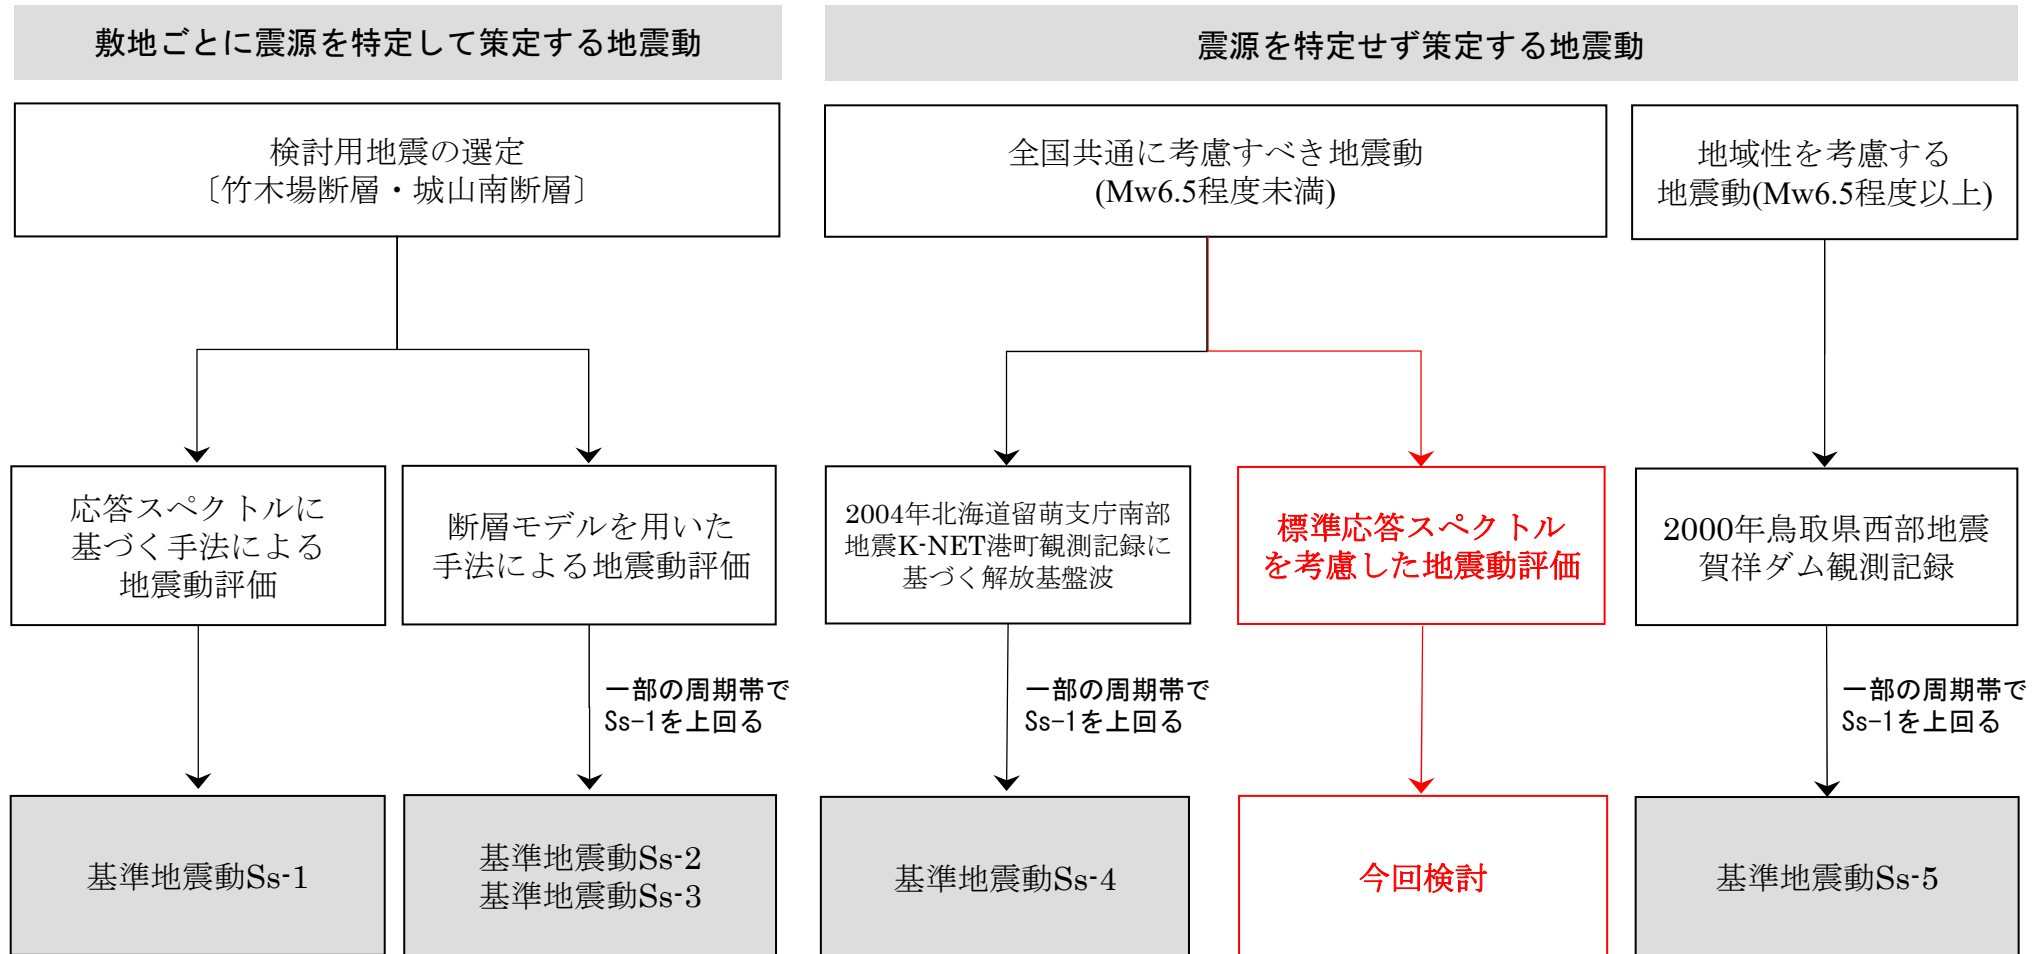 敷地ごとに震源を特定して策定する地震動
震源を特定せず策定する地震動
検討用地震の選定
〔竹木場断層・城山南断層〕
全国共通に考慮すべき地震動
(Mw6.5程度未満)
地域性を考慮する
地震動(Mw6.5程度以上)
応答スペクトルに
基づく手法による
地震動評価
断層モデルを用いた
手法による地震動評価
2004年北海道留萌支庁南部
地震K-NET港町観測記録に
基づく解放基盤波
標準応答スペクトル
を考慮した地震動評価
2000年鳥取県西部地震
賀祥ダム観測記録
一部の周期帯で
Ss-1を上回る
一部の周期帯で
Ss-1を上回る
一部の周期帯で
Ss-1を上回る
基準地震動Ss-1
基準地震動Ss-2
基準地震動Ss-3
基準地震動Ss-4
今回検討
基準地震動Ss-5